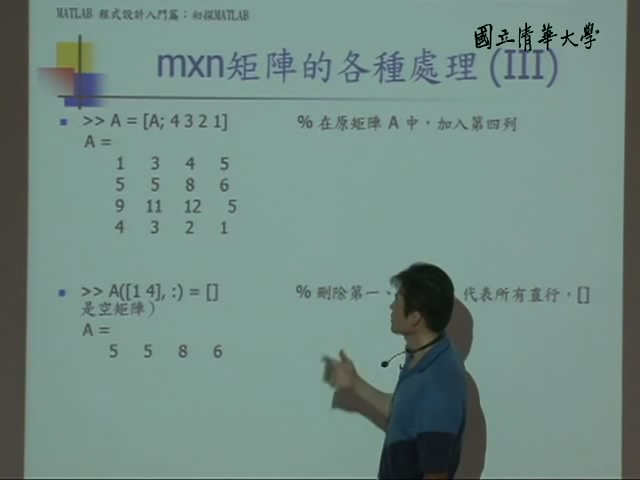 MATLAB 程式設計入門篇：初探MATLAB
國立清華大學
mxn矩陣的各種處理 (III)
>> A = [A; 4 3 2 1] % 在原矩陣 A 中，加入第四列
A =
1 3 4 5
5 5 8 6
9 11 12 5
4 3 2 1
>> A([1 4], :) = [] % 刪除第一、 代表所有直行，[]
是空矩陣）
A =
5 5 8 6